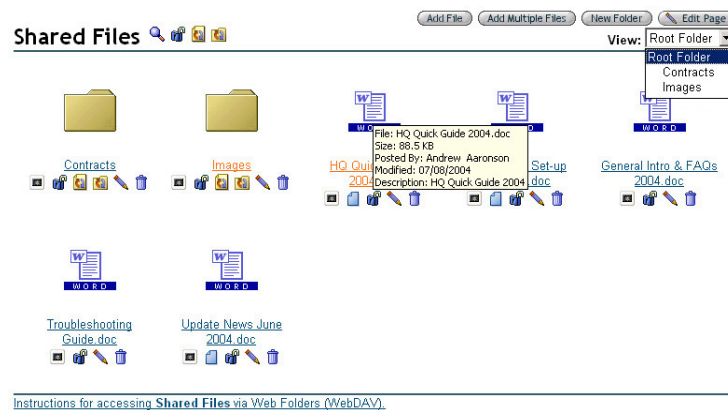 Add File Add Multiple Files New Folder Edit Page
Shared Files
View: Root Folder
Root Folder
Contracts
Images
WORD
WORD
Contracts
Images
HQ Qui
2004
File: HQ Quick Guide 2004.doc
Size: 88.5 KB
Posted By: Andrew Aaronson
Modified: 07/08/2004
Description: HQ Quick Guide 2004
Set-up
.doc
General Intro & FAQs
2004.doc
WORD
WORD
Troubleshooting
Guide.doc
Update News June
2004.doc
Instructions for accessing Shared Files via Web Folders (WebDAV).